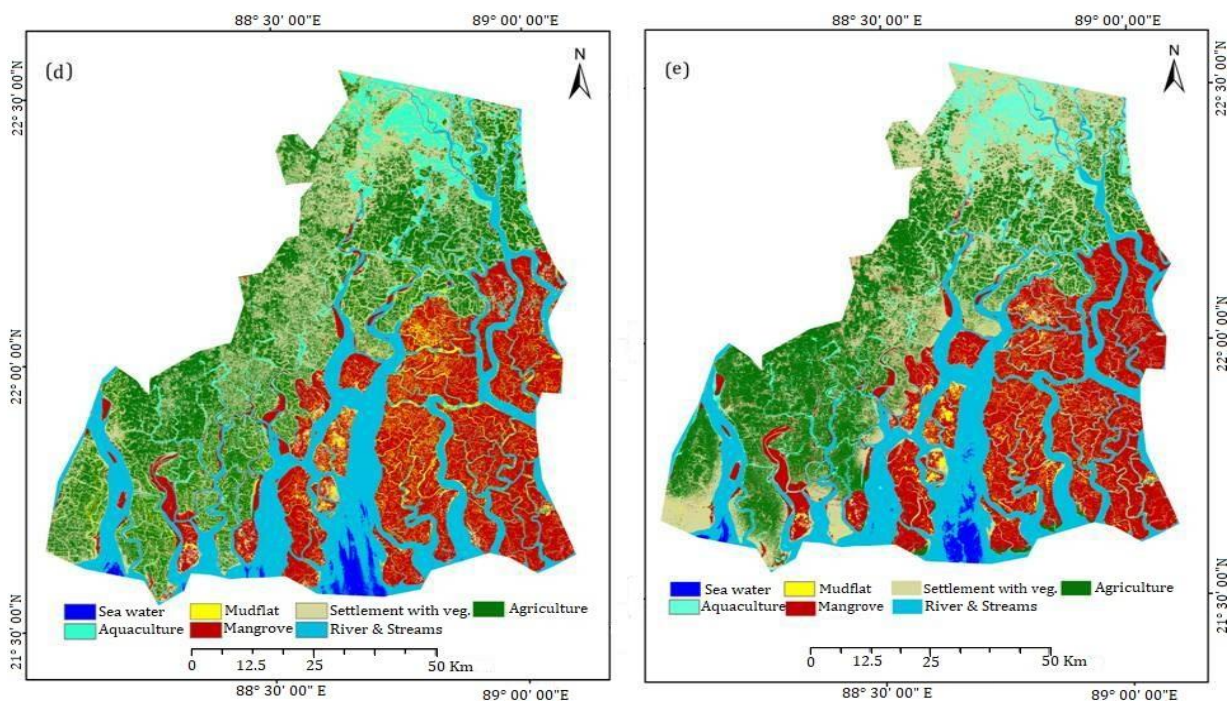 88° 30' 00"E
89° 00' 00"E
(d)
N
22° 30' 00"N
22° 00' 00"N
21° 30' 00"N
Sea water
Mudflat
Settlement with veg.
Agriculture
Aquaculture
Mangrove
River & Streams
0 12.5 25 50 Km
88° 30' 00" E
89° 00' 00"E
88° 30' 00"E
89° 00' 00"E
(e)
N
22° 30' 00"N
22° 00' 00"N
21° 30' 00"N
Sea water
Mudflat
Settlement with veg.
Agriculture
Aquaculture
Mangrove
River & Streams
0 12.5 25 50 Km
88° 30' 00" E
89° 00' 00"E